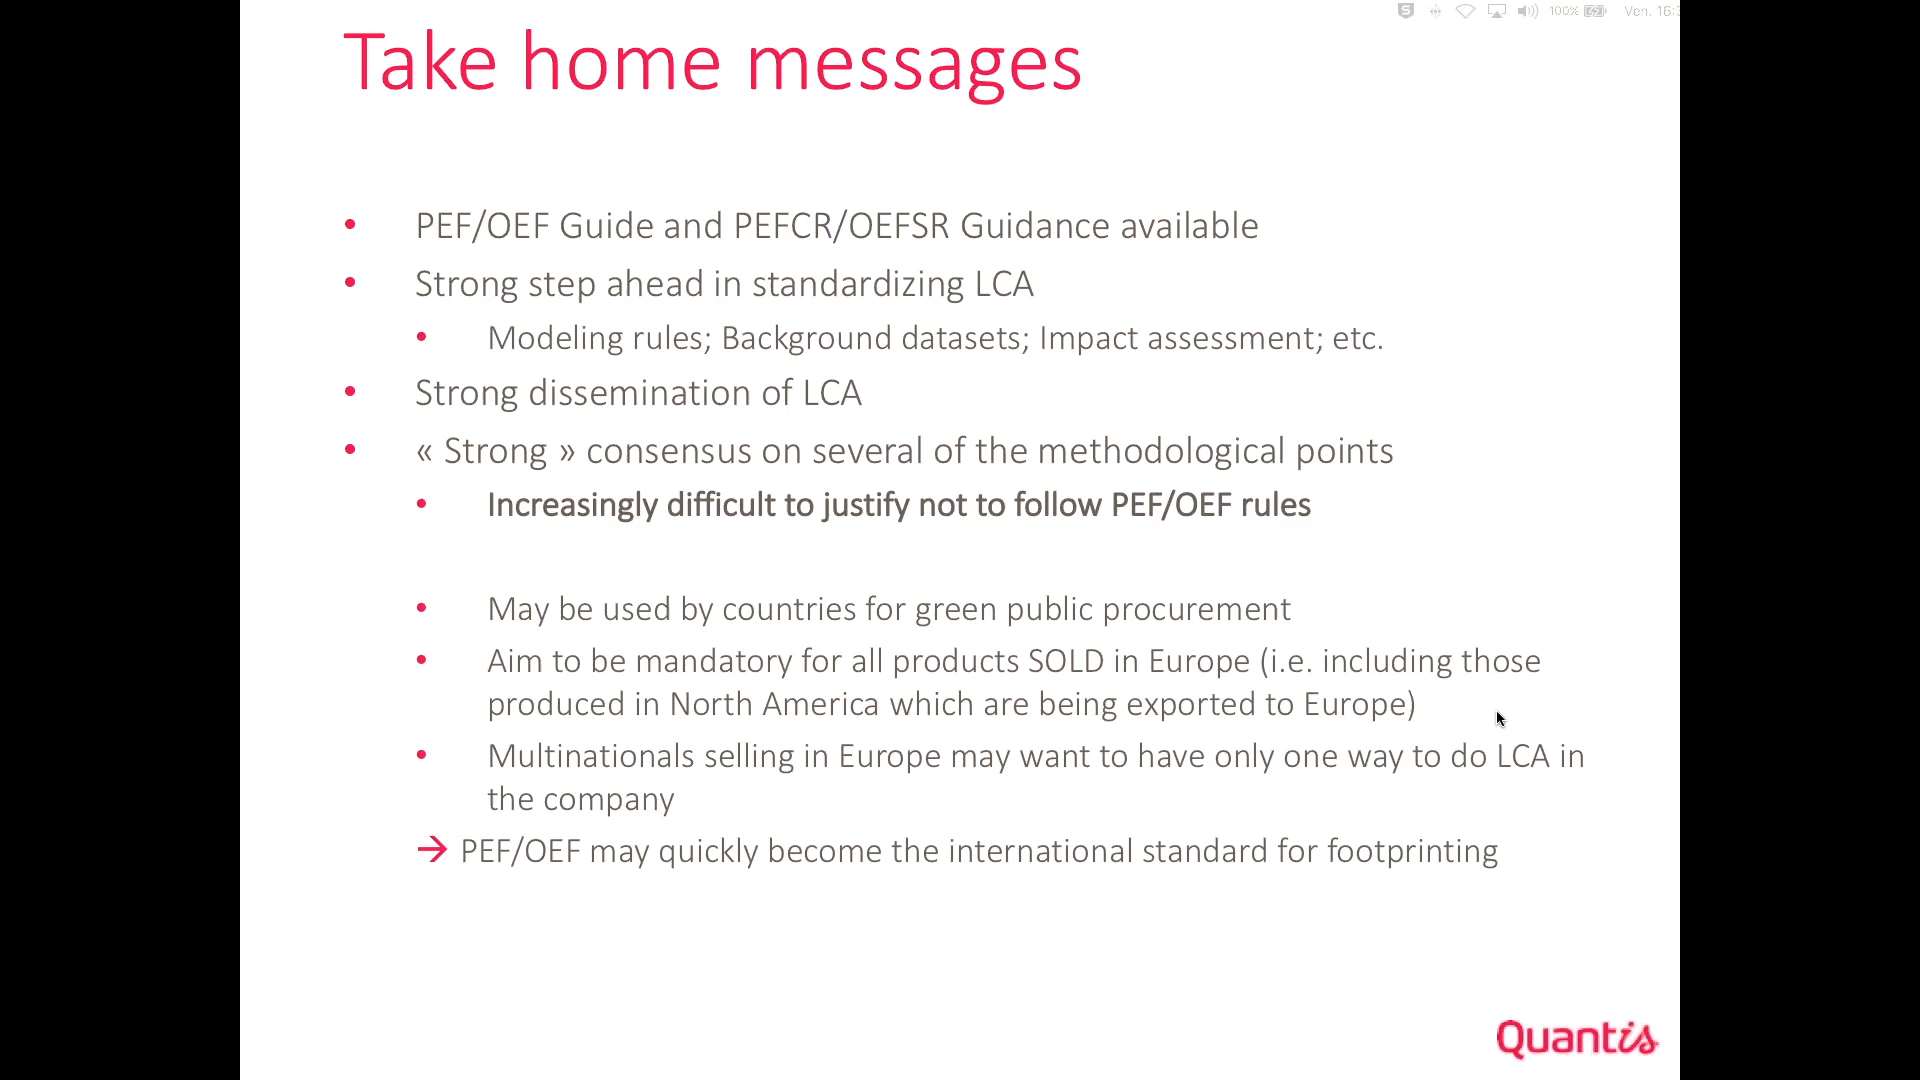 100% Ven. 16:
Take home messages
• PEF/OEF Guide and PEFCR/OEFSR Guidance available
• Strong step ahead in standardizing LCA
• Modeling rules; Background datasets; Impact assessment; etc.
• Strong dissemination of LCA
• « Strong » consensus on several of the methodological points
• Increasingly difficult to justify not to follow PEF/OEF rules
• May be used by countries for green public procurement
• Aim to be mandatory for all products SOLD in Europe (i.e. including those
produced in North America which are being exported to Europe)
• Multinationals selling in Europe may want to have only one way to do LCA in
the company
→ PEF/OEF may quickly become the international standard for footprinting
Quantis